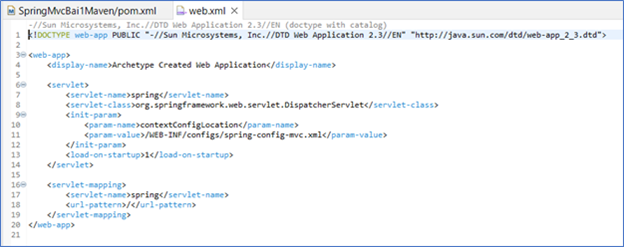 SpringMvcBai1Maven/pom.xml web.xml
-//Sun Microsystems, Inc.//DTD Web Application 2.3//EN (doctype with catalog)
1 <!DOCTYPE web-app PUBLIC "-//Sun Microsystems, Inc.//DTD Web Application 2.3//EN" "http://java.sun.com/dtd/web-app_2_3.dtd">
2
3 <web-app>
4 <display-name>Archetype Created Web Application</display-name>
5
6 <servlet>
7 <servlet-name>spring</servlet-name>
8 <servlet-class>org.springframework.web.servlet.DispatcherServlet</servlet-class>
9 <init-param>
10 <param-name>contextConfigLocation</param-name>
11 <param-value>/WEB-INF/configs/spring-config-mvc.xml</param-value>
12 </init-param>
13 <load-on-startup>1</load-on-startup>
14 </servlet>
15
16 <servlet-mapping>
17 <servlet-name>spring</servlet-name>
18 <url-pattern>/</url-pattern>
19 </servlet-mapping>
20 </web-app>
21